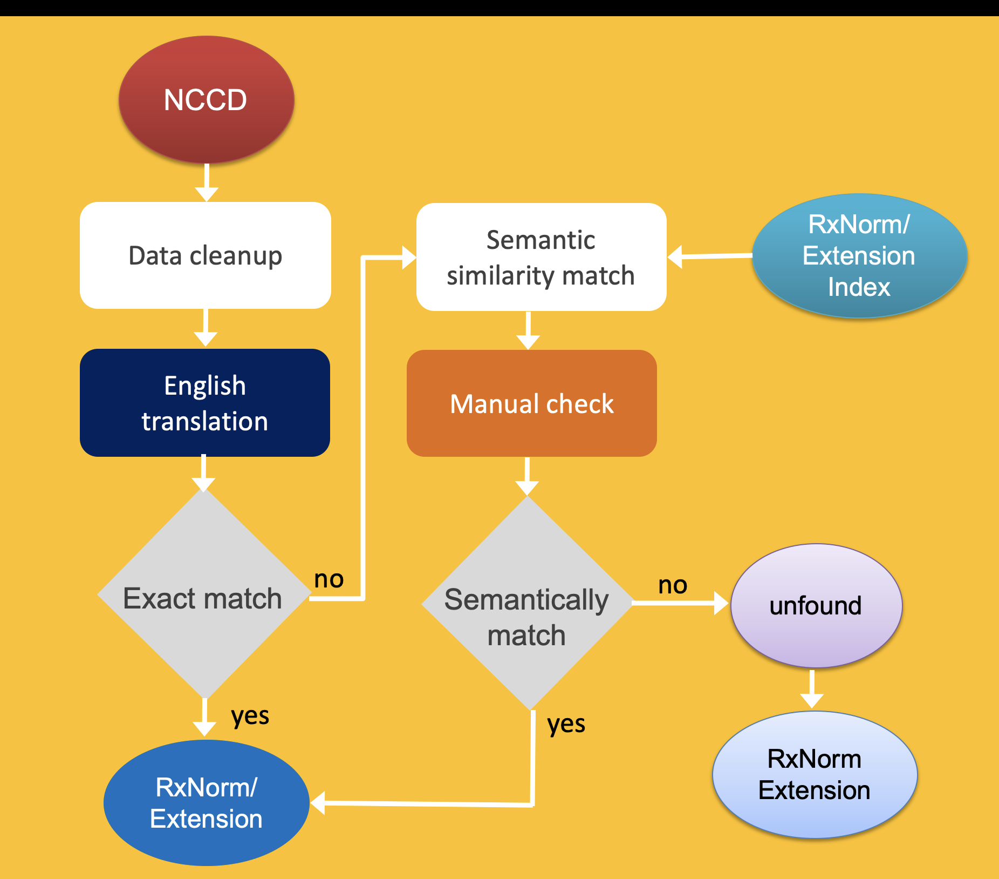 NCCD
Data cleanup
English
translation
Exact match
no
yes
RxNorm/
Extension
Semantic
similarity match
RxNorm/
Extension
Index
Manual check
Semantically
match
no
yes
unfound
RxNorm
Extension